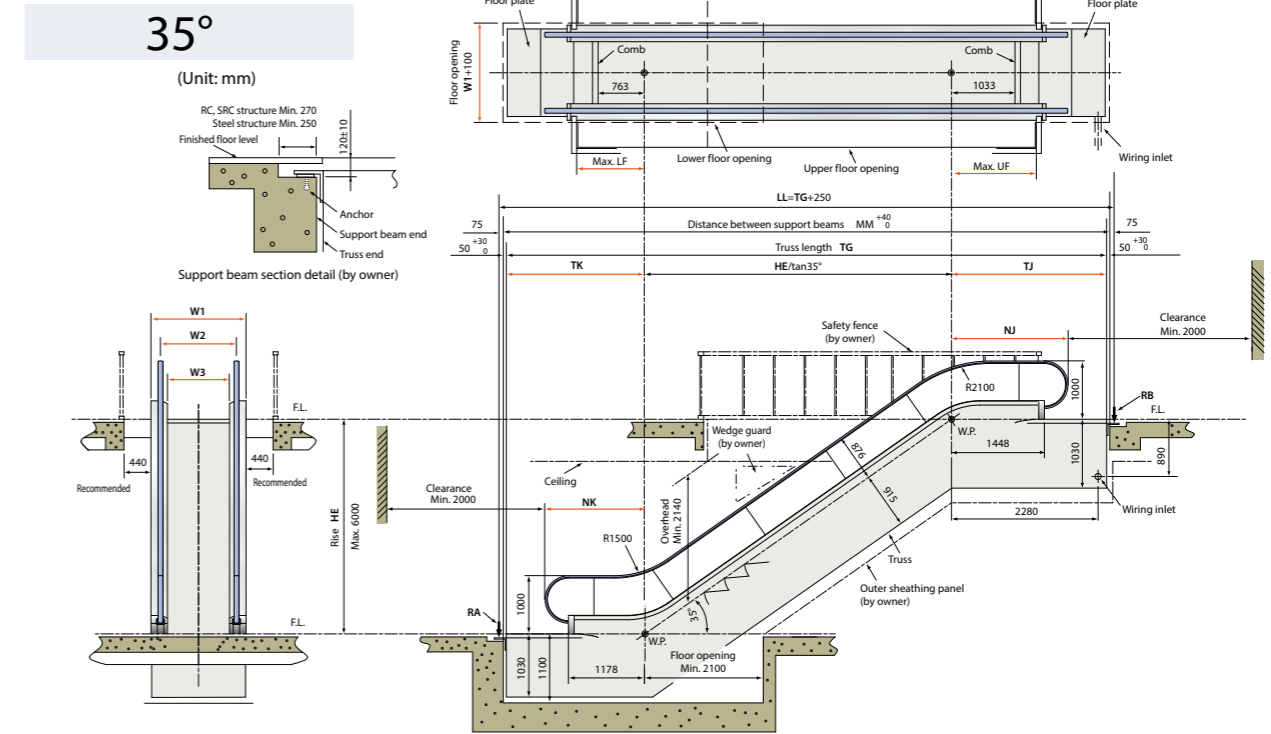 35°
(Unit: mm)
Floor plate
Floor plate
Floor opening
W1+100
Comb
Comb
763
1033
Wiring inlet
Lower floor opening
Upper floor opening
Max. LF
Max. UF
RC, SRC structure Min. 270
Steel structure Min. 250
Finished floor level
120±10
Anchor
Support beam end
Truss end
Support beam section detail (by owner)
LL=TG+250
75
Distance between support beams MM +40 0
75
50 +30 0
Truss length TG
50 +30 0
TK
HE/tan35°
TJ
W1
W2
W3
F.L.
440
440
Recommended
Recommended
Rise HE
Max. 6000
F.L.
Clearance
Min. 2000
Safety fence
(by owner)
NJ
Clearance
Min. 2000
R2100
1000
RB
F.L.
Wedge guard
(by owner)
W.P.
1448
1030
890
Ceiling
876
915
Overhead
Min. 2140
NK
Wiring inlet
2280
R1500
Truss
Outer sheathing panel
(by owner)
1000
35°
RA
W.P.
Floor opening
Min. 2100
1030
1100
1178